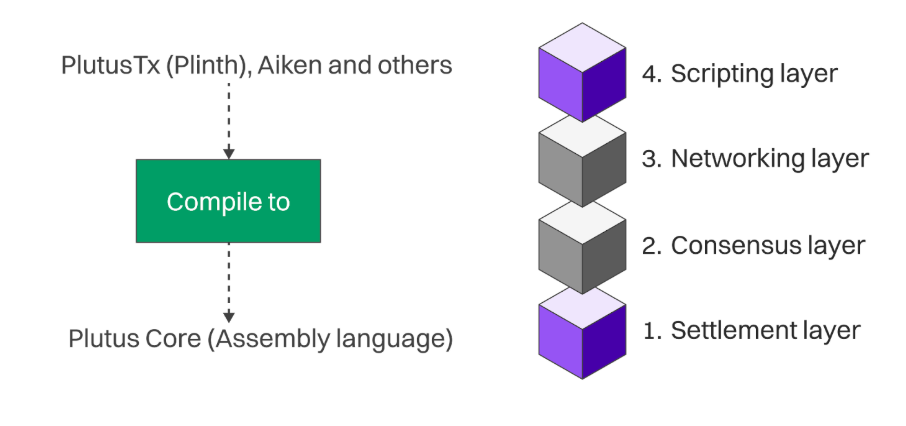 PlutusTx (Plinth), Aiken and others
Compile to
Plutus Core (Assembly language)
4. Scripting layer
3. Networking layer
2. Consensus layer
1. Settlement layer